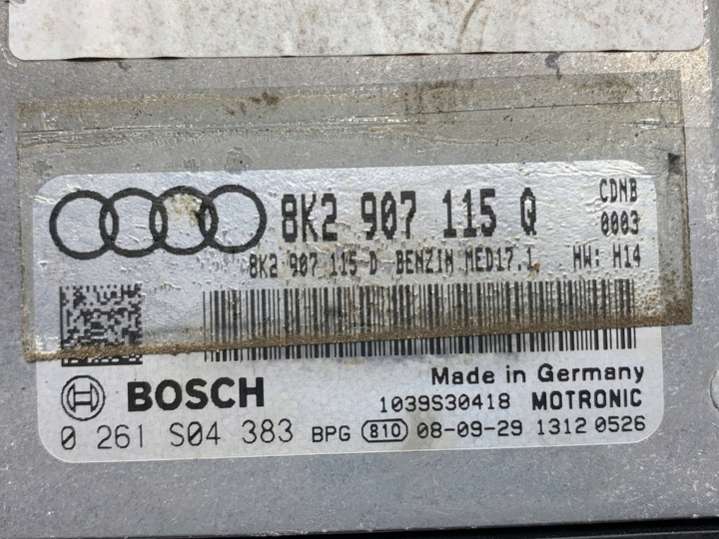 8K2 907 115 Q CDNB 0003
8K2 907 115 D BENZIN MED17.1 HW: H14
BOSCH
Made in Germany
1039S30418 MOTRONIC
0 261 S04 383 BPG 810 08-09-29 1312 0526